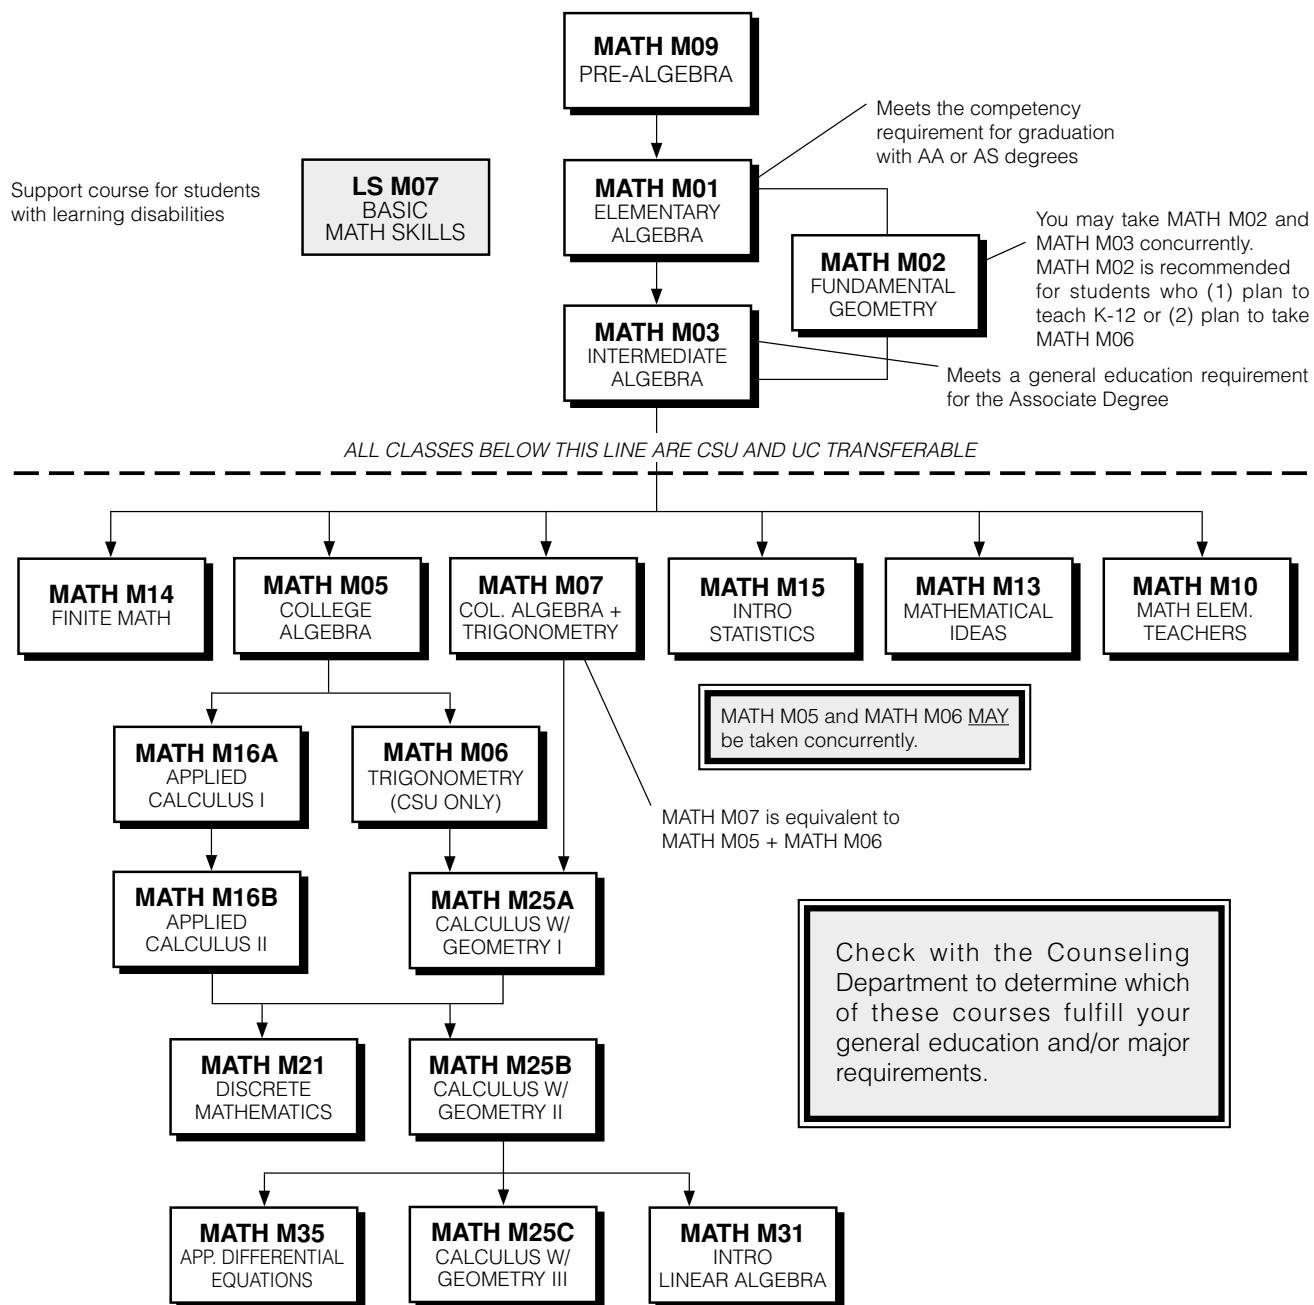 MATH M09
PRE-ALGEBRA
Meets the competency
requirement for graduation
with AA or AS degrees
Support course for students
with learning disabilities
LS M07
BASIC
MATH SKILLS
MATH M01
ELEMENTARY
ALGEBRA
MATH M02
FUNDAMENTAL
GEOMETRY
You may take MATH M02 and
MATH M03 concurrently.
MATH M02 is recommended
for students who (1) plan to
teach K-12 or (2) plan to take
MATH M06
MATH M03
INTERMEDIATE
ALGEBRA
Meets a general education requirement
for the Associate Degree
ALL CLASSES BELOW THIS LINE ARE CSU AND UC TRANSFERABLE
MATH M14
FINITE MATH
MATH M05
COLLEGE
ALGEBRA
MATH M07
COL. ALGEBRA +
TRIGONOMETRY
MATH M15
INTRO
STATISTICS
MATH M13
MATHEMATICAL
IDEAS
MATH M10
MATH ELEM.
TEACHERS
MATH M05 and MATH M06 MAY
be taken concurrently.
MATH M16A
APPLIED
CALCULUS I
MATH M06
TRIGONOMETRY
(CSU ONLY)
MATH M07 is equivalent to
MATH M05 + MATH M06
MATH M16B
APPLIED
CALCULUS II
MATH M25A
CALCULUS W/
GEOMETRY I
Check with the Counseling
Department to determine which
of these courses fulfill your
general education and/or major
requirements.
MATH M21
DISCRETE
MATHEMATICS
MATH M25B
CALCULUS W/
GEOMETRY II
MATH M35
APP. DIFFERENTIAL
EQUATIONS
MATH M25C
CALCULUS W/
GEOMETRY III
MATH M31
INTRO
LINEAR ALGEBRA